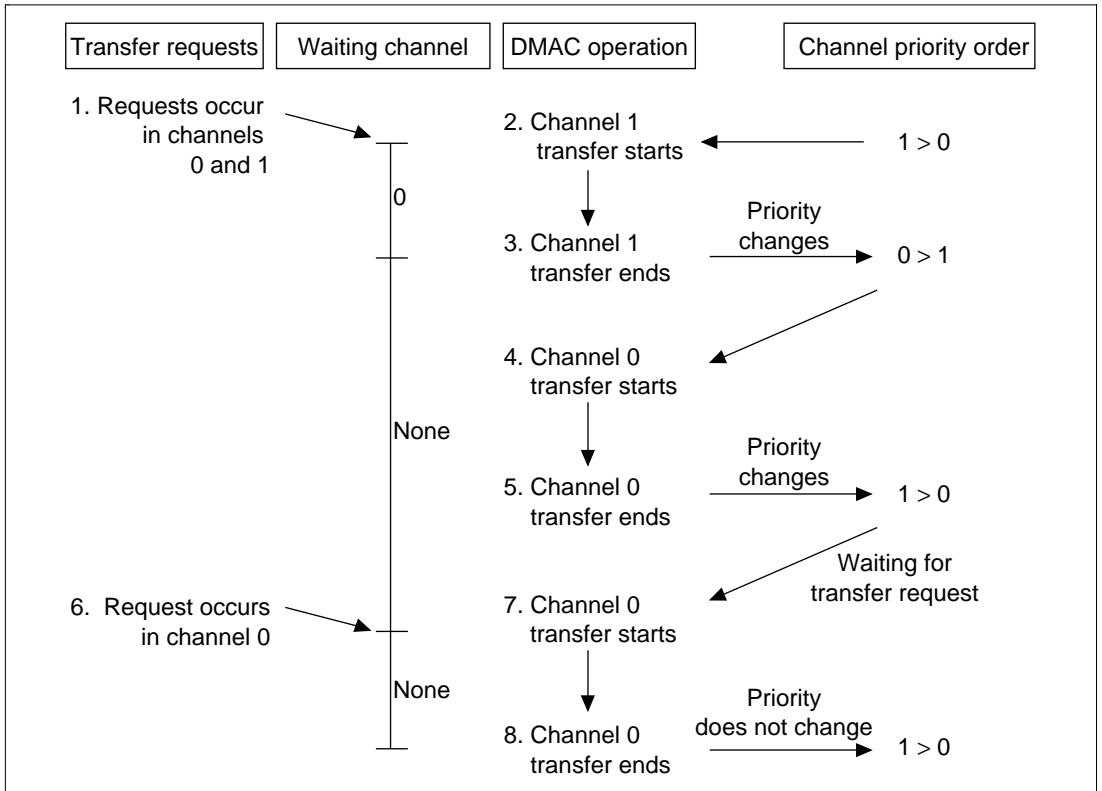 Transfer requests
Waiting channel
DMAC operation
Channel priority order
1. Requests occur
in channels
0 and 1
2. Channel 1
transfer starts
1 > 0
0
3. Channel 1
transfer ends
Priority
changes
0 > 1
4. Channel 0
transfer starts
None
5. Channel 0
transfer ends
Priority
changes
1 > 0
Waiting for
transfer request
6. Request occurs
in channel 0
7. Channel 0
transfer starts
None
8. Channel 0
transfer ends
Priority
does not change
1 > 0